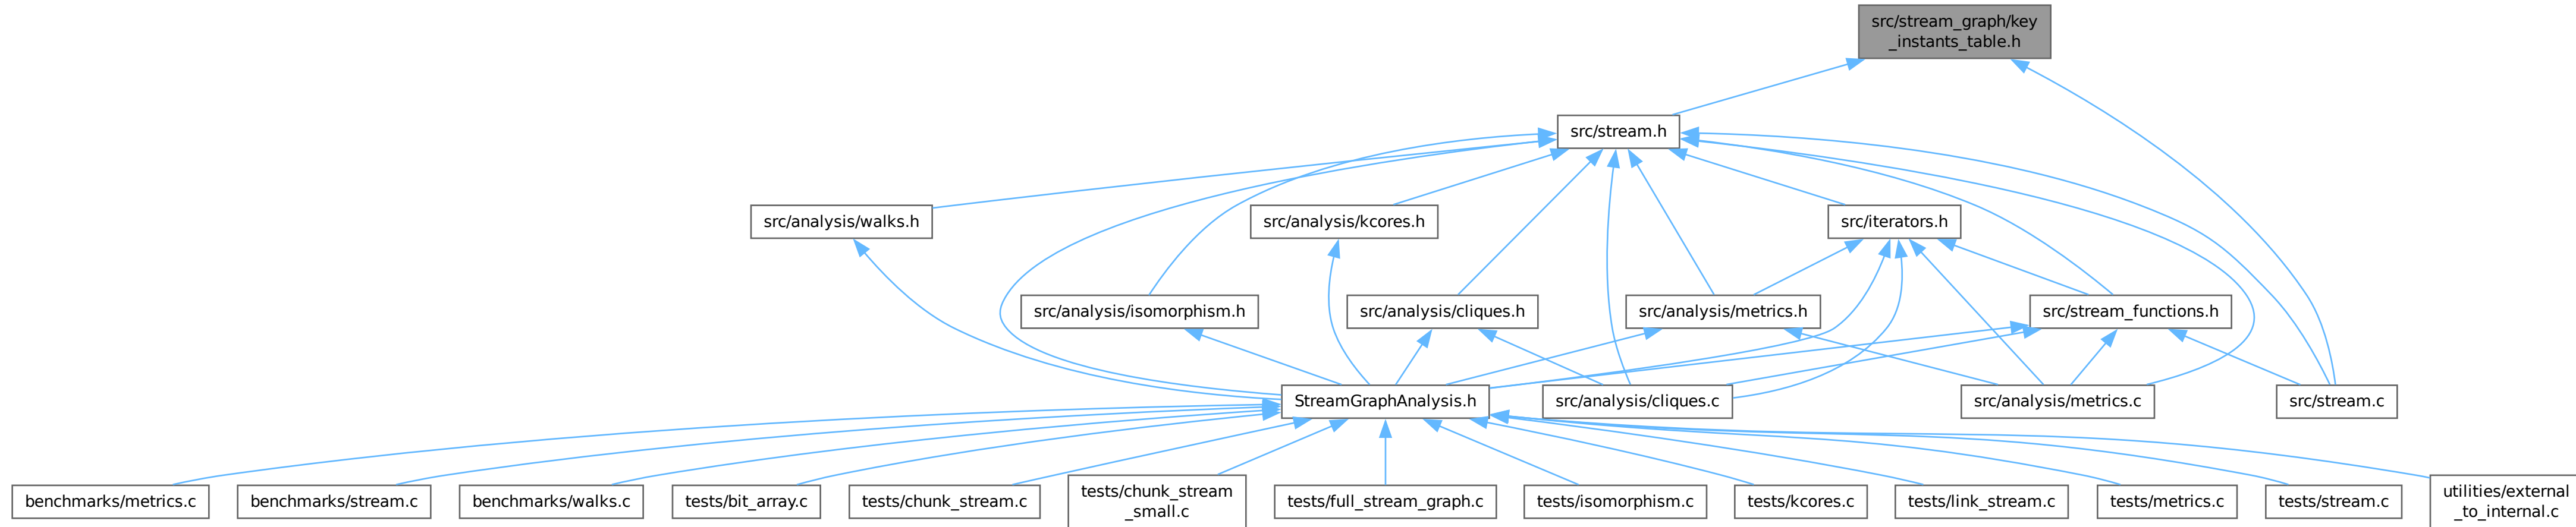 src/stream_graph/key
_instants_table.h
src/stream.h
src/analysis/walks.h
src/analysis/kcores.h
src/iterators.h
src/analysis/isomorphism.h
src/analysis/cliques.h
src/analysis/metrics.h
src/stream_functions.h
StreamGraphAnalysis.h
src/analysis/cliques.c
src/analysis/metrics.c
src/stream.c
benchmarks/metrics.c
benchmarks/stream.c
benchmarks/walks.c
tests/bit_array.c
tests/chunk_stream.c
tests/chunk_stream
_small.c
tests/full_stream_graph.c
tests/isomorphism.c
tests/kcores.c
tests/link_stream.c
tests/metrics.c
tests/stream.c
utilities/external
_to_internal.c